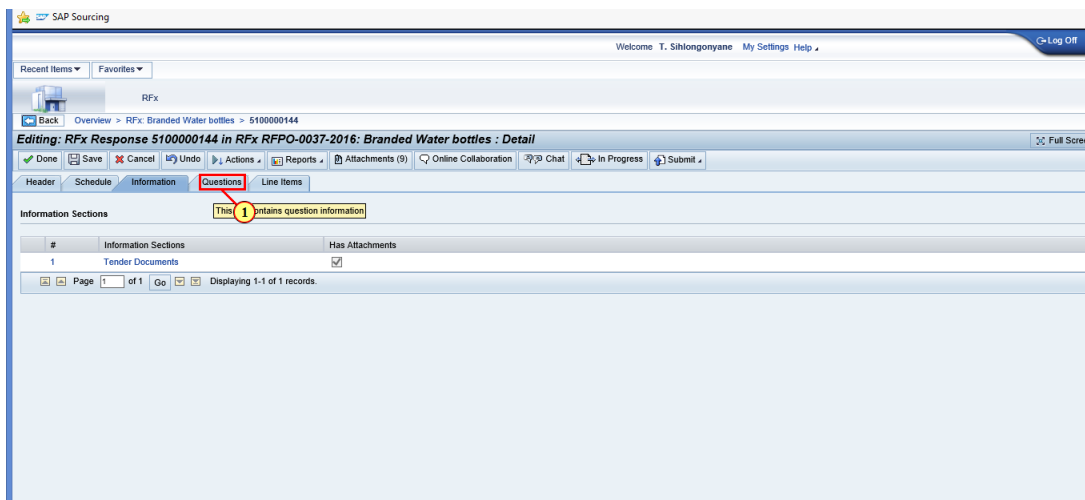 SAP Sourcing
Welcome T. Sihlongonyane My Settings Help
Log Off
Recent Items Favorites
RFx
Back Overview > RFx: Branded Water bottles > 5100000144
Editing: RFx Response 5100000144 in RFx RFPO-0037-2016: Branded Water bottles : Detail
Full Scre
Done Save Cancel Undo Actions Reports Attachments (9) Online Collaboration Chat In Progress Submit
Header Schedule Information Questions Line Items
This 1 ontains question information
Information Sections
# Information Sections Has Attachments
1 Tender Documents
Page 1 of 1 Go Displaying 1-1 of 1 records.